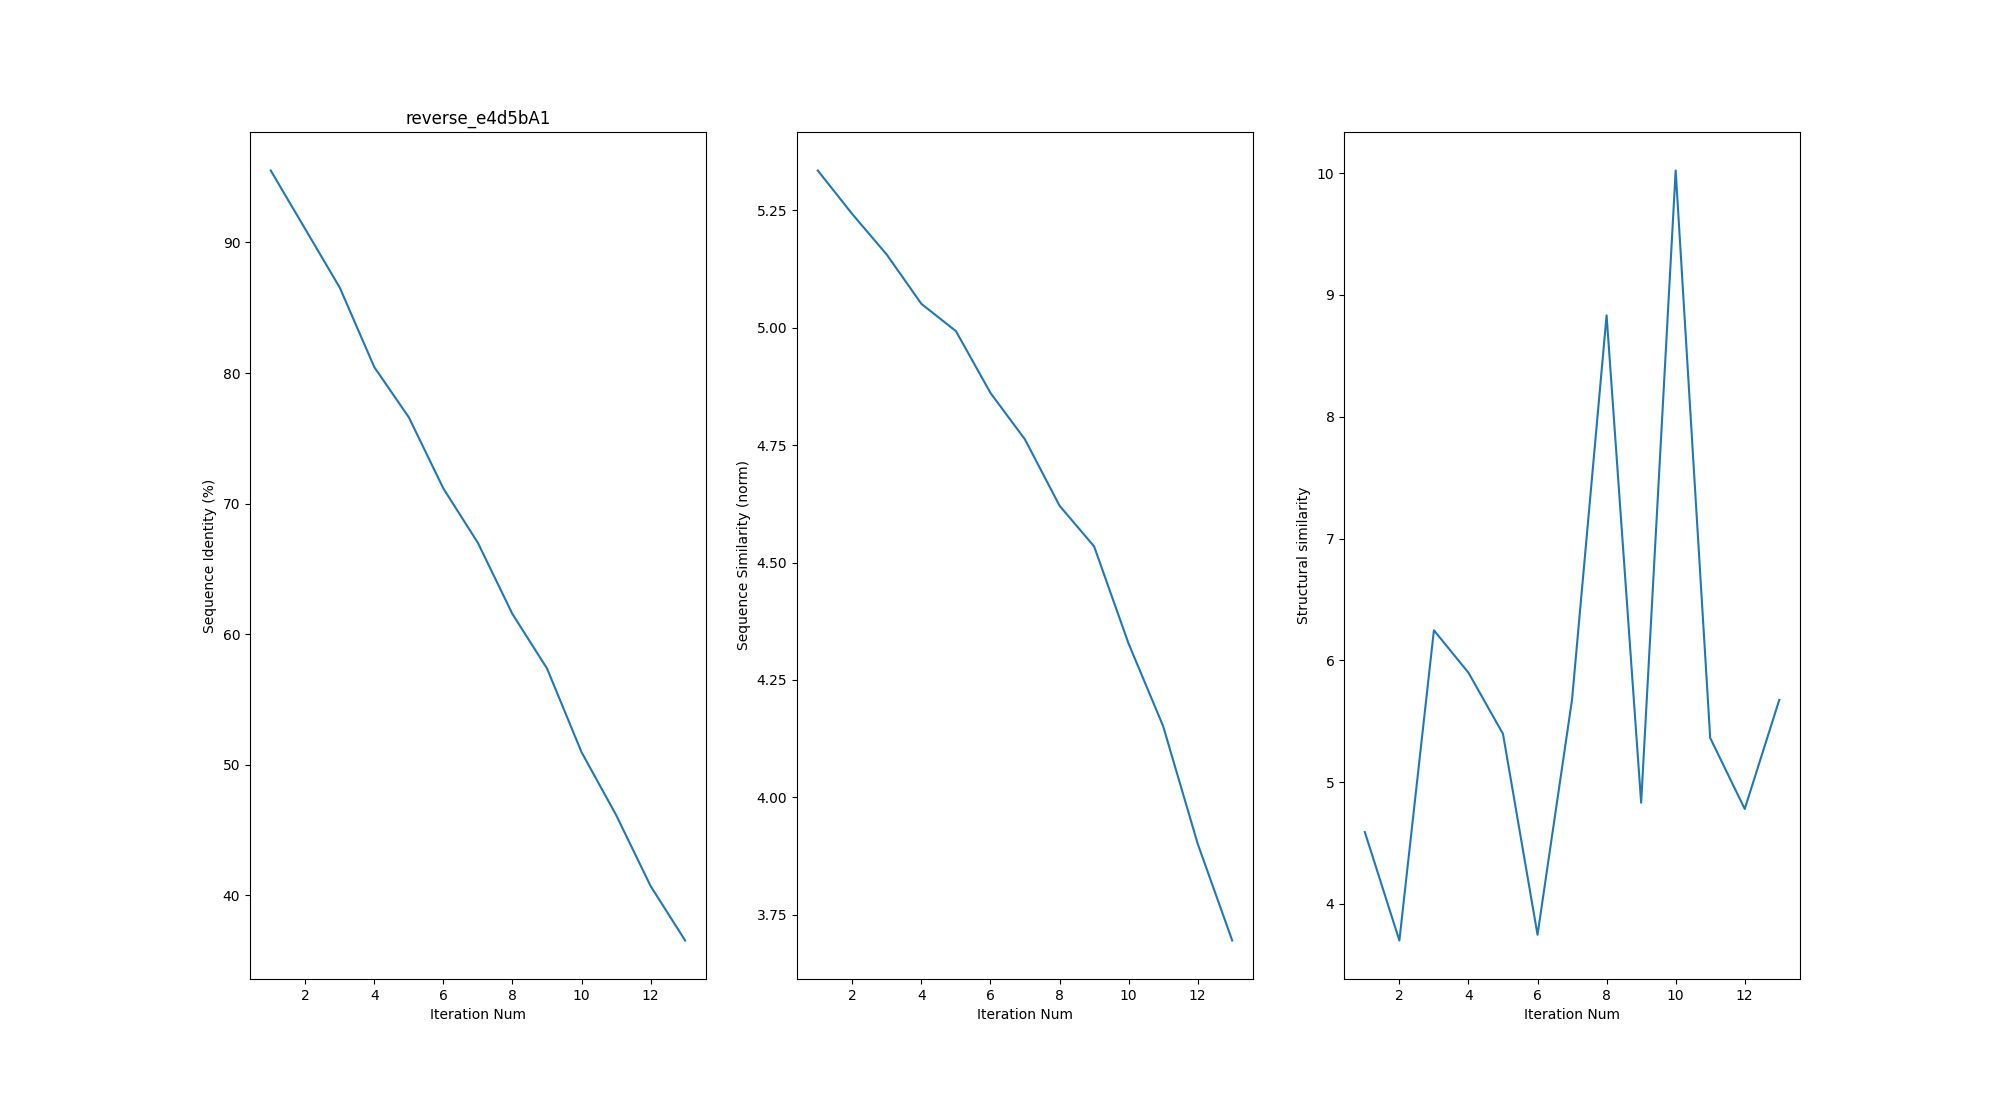 reverse_e4d5bA1
Sequence Identity (%)
90
80
70
60
50
40
2 4 6 8 10 12
Iteration Num
Sequence Similarity (norm)
5.25
5.00
4.75
4.50
4.25
4.00
3.75
2 4 6 8 10 12
Iteration Num
Structural similarity
10
9
8
7
6
5
4
2 4 6 8 10 12
Iteration Num